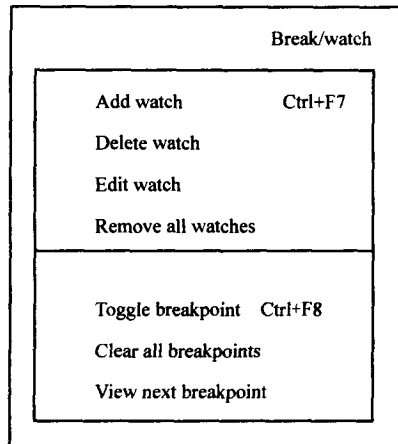 Break/watch
Add watch Ctrl+F7
Delete watch
Edit watch
Remove all watches
Toggle breakpoint Ctrl+F8
Clear all breakpoints
View next breakpoint